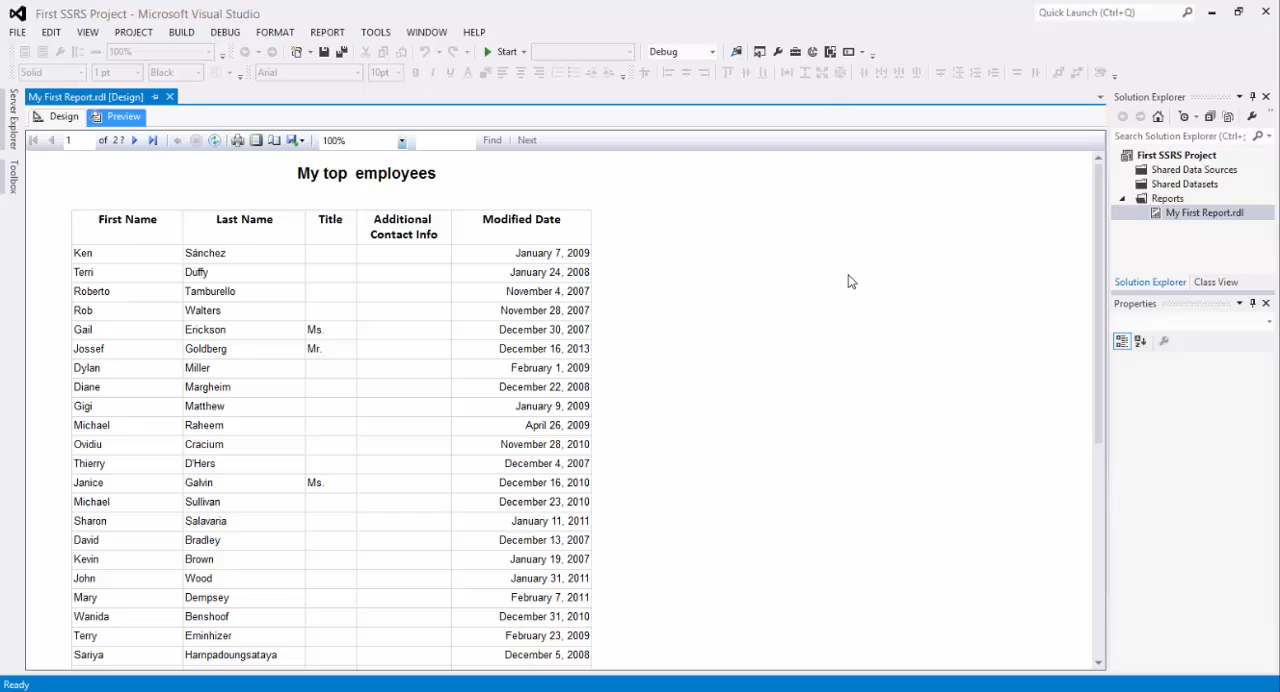 First SSRS Project - Microsoft Visual Studio
Quick Launch (Ctrl+Q)
FILE EDIT VIEW PROJECT BUILD DEBUG FORMAT REPORT TOOLS WINDOW HELP
100% Start Debug
Solid 1 pt Black Arial 10pt B I U A
Server Explorer
Toolbox
My First Report.rdl [Design]
Design Preview
1 of 2 ? 100% Find Next
My top employees
First Name Last Name Title Additional Contact Info Modified Date
Ken Sánchez January 7, 2009
Terri Duffy January 24, 2008
Roberto Tamburello November 4, 2007
Rob Walters November 28, 2007
Gail Erickson Ms. December 30, 2007
Jossef Goldberg Mr. December 16, 2013
Dylan Miller February 1, 2009
Diane Margheim December 22, 2008
Gigi Matthew January 9, 2009
Michael Raheem April 26, 2009
Ovidiu Cracium November 28, 2010
Thierry D'Hers December 4, 2007
Janice Galvin Ms. December 16, 2010
Michael Sullivan December 23, 2010
Sharon Salavaria January 11, 2011
David Bradley December 13, 2007
Kevin Brown January 19, 2007
John Wood January 31, 2011
Mary Dempsey February 7, 2011
Wanida Benshoof December 31, 2010
Terry Eminhizer February 23, 2009
Sariya Harnpadoungsataya December 5, 2008
Solution Explorer
Search Solution Explorer (Ctrl+;
First SSRS Project
Shared Data Sources
Shared Datasets
Reports
My First Report.rdl
Solution Explorer Class View
Properties
Ready